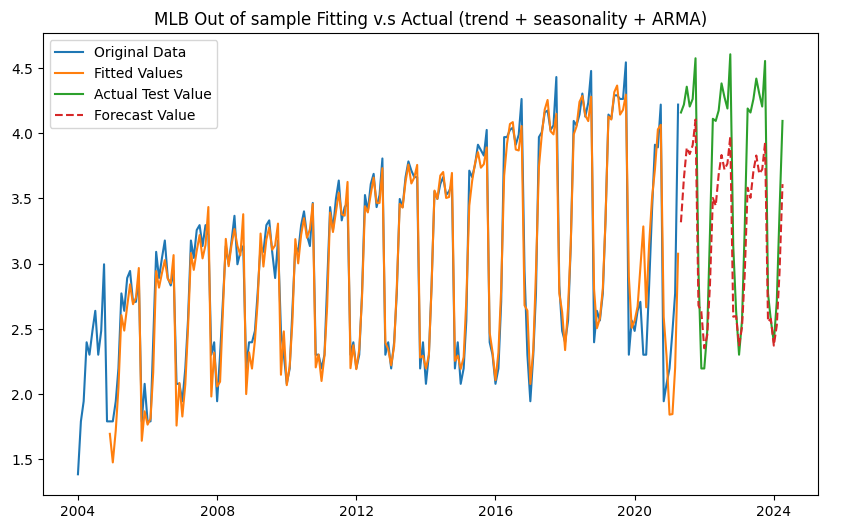 MLB Out of sample Fitting v.s Actual (trend + seasonality + ARMA)
Original Data
Fitted Values
Actual Test Value
Forecast Value
4.5
4.0
3.5
3.0
2.5
2.0
1.5
2004 2008 2012 2016 2020 2024